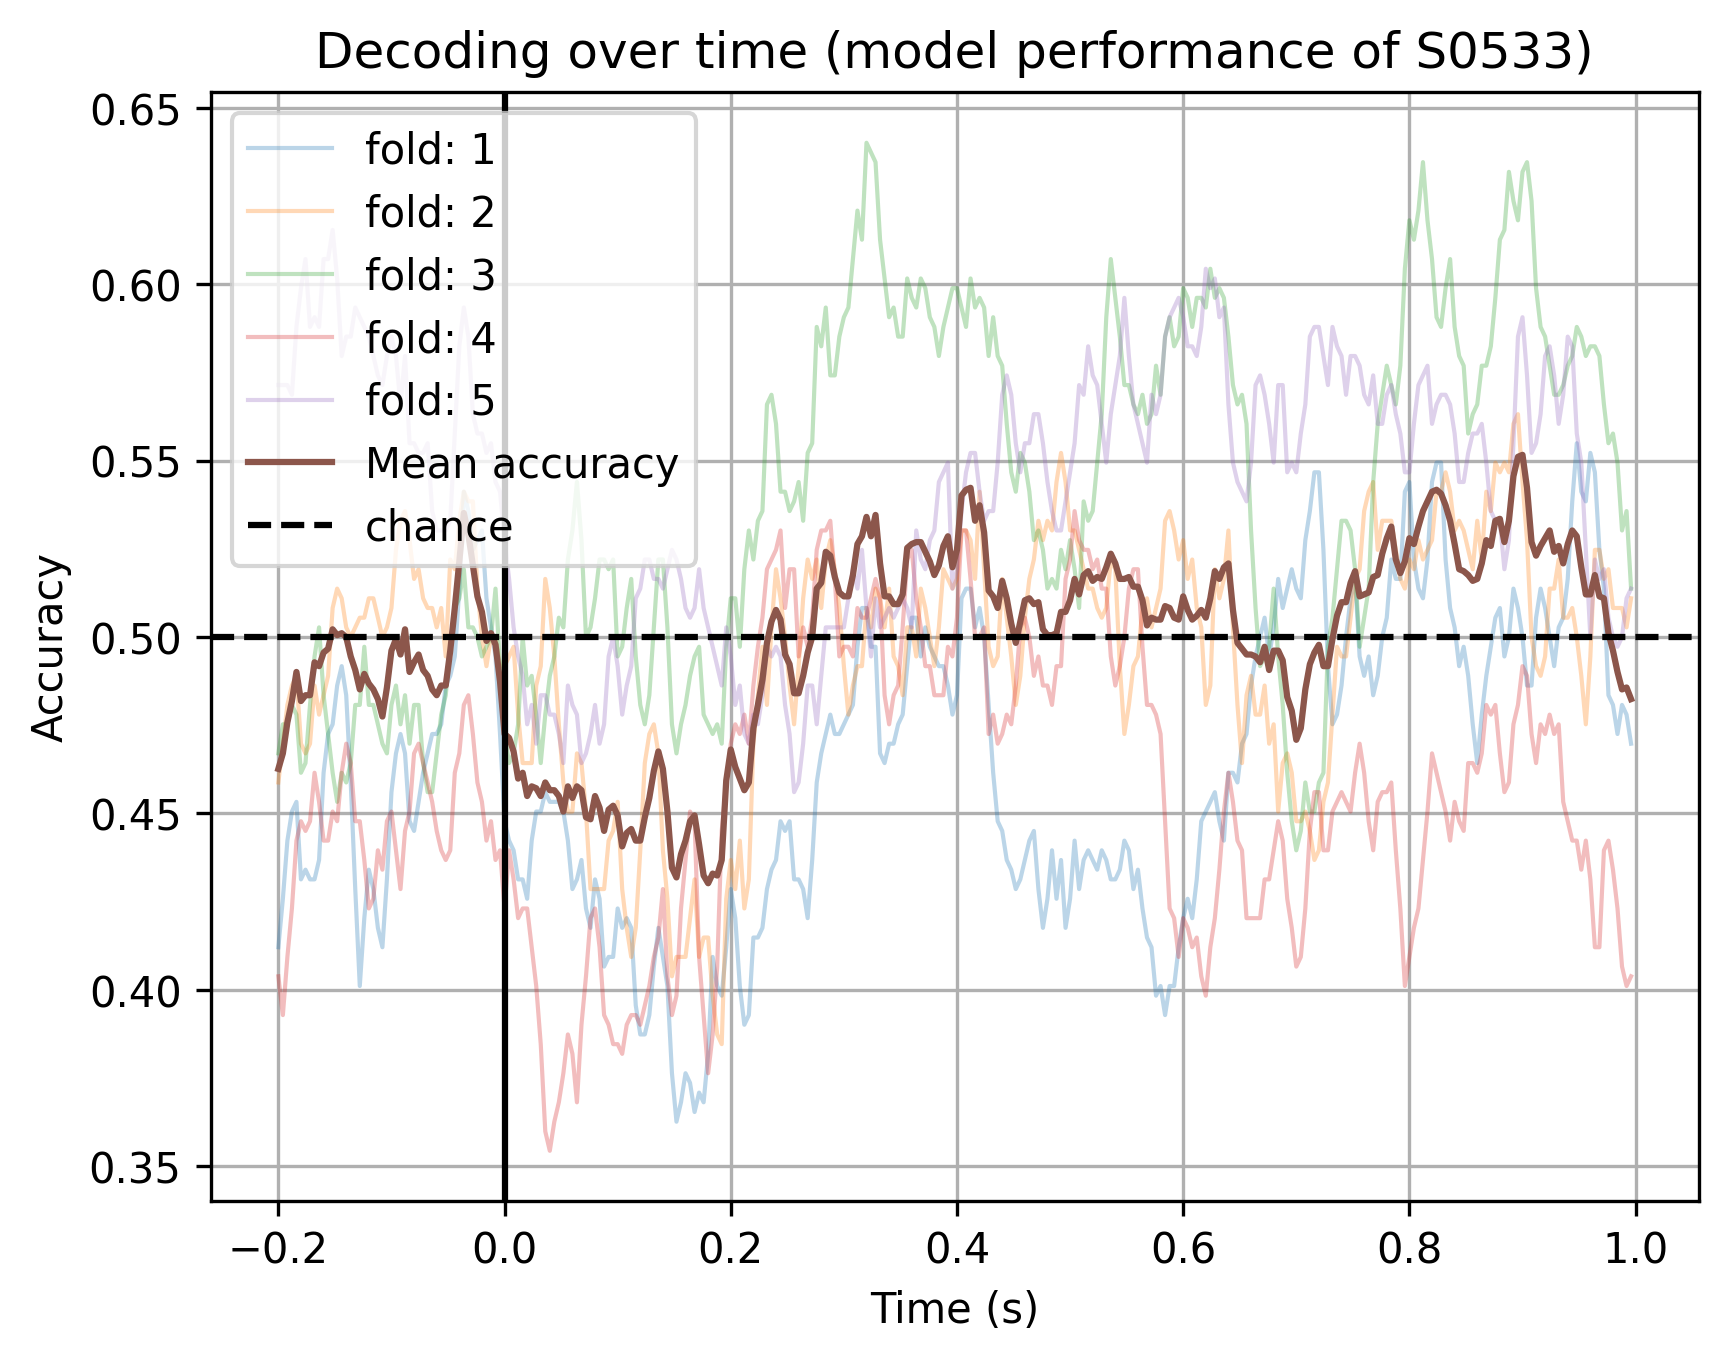 Decoding over time (model performance of S0533)
0.65
0.60
0.55
0.50
0.45
0.40
0.35
Accuracy
fold: 1
fold: 2
fold: 3
fold: 4
fold: 5
Mean accuracy
chance
−0.2 0.0 0.2 0.4 0.6 0.8 1.0
Time (s)